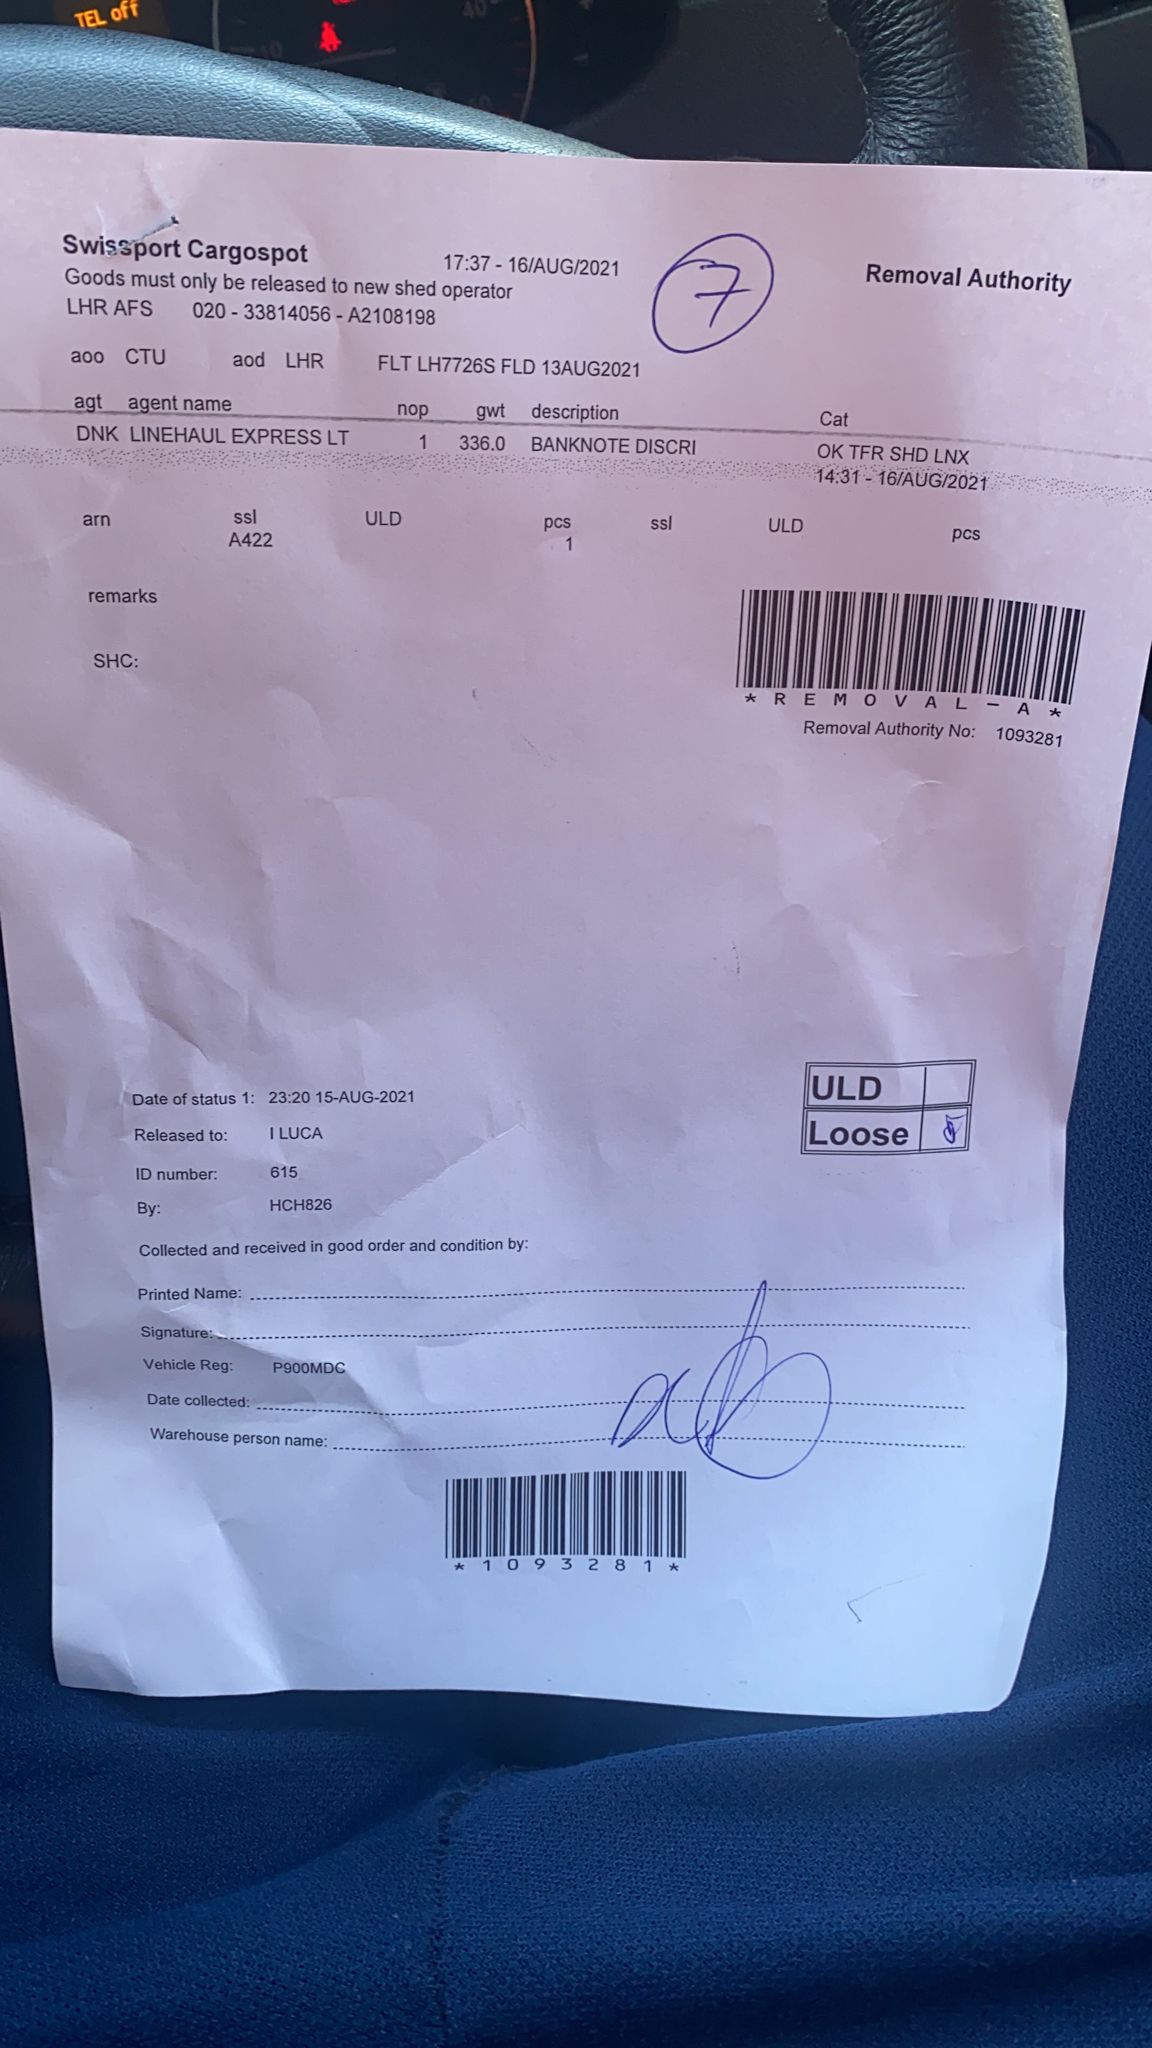 TEL off
Swissport Cargospot 17:37 - 16/AUG/2021 7 Removal Authority
Goods must only be released to new shed operator
LHR AFS 020 - 33814056 - A2108198
aoo CTU aod LHR FLT LH7726S FLD 13AUG2021
agt agent name nop gwt description Cat
DNK LINEHAUL EXPRESS LT 1 336.0 BANKNOTE DISCRI OK TFR SHD LNX
14:31 - 16/AUG/2021
arn ssl ULD pcs ssl ULD pcs
A422 1
remarks
SHC:
*REMOVAL-A*
Removal Authority No: 1093281
ULD
Date of status 1: 23:20 15-AUG-2021
Released to: I LUCA Loose
ID number: 615
By: HCH826
Collected and received in good order and condition by:
Printed Name:
Signature:
Vehicle Reg: P900MDC
Date collected:
Warehouse person name:
*1093281*